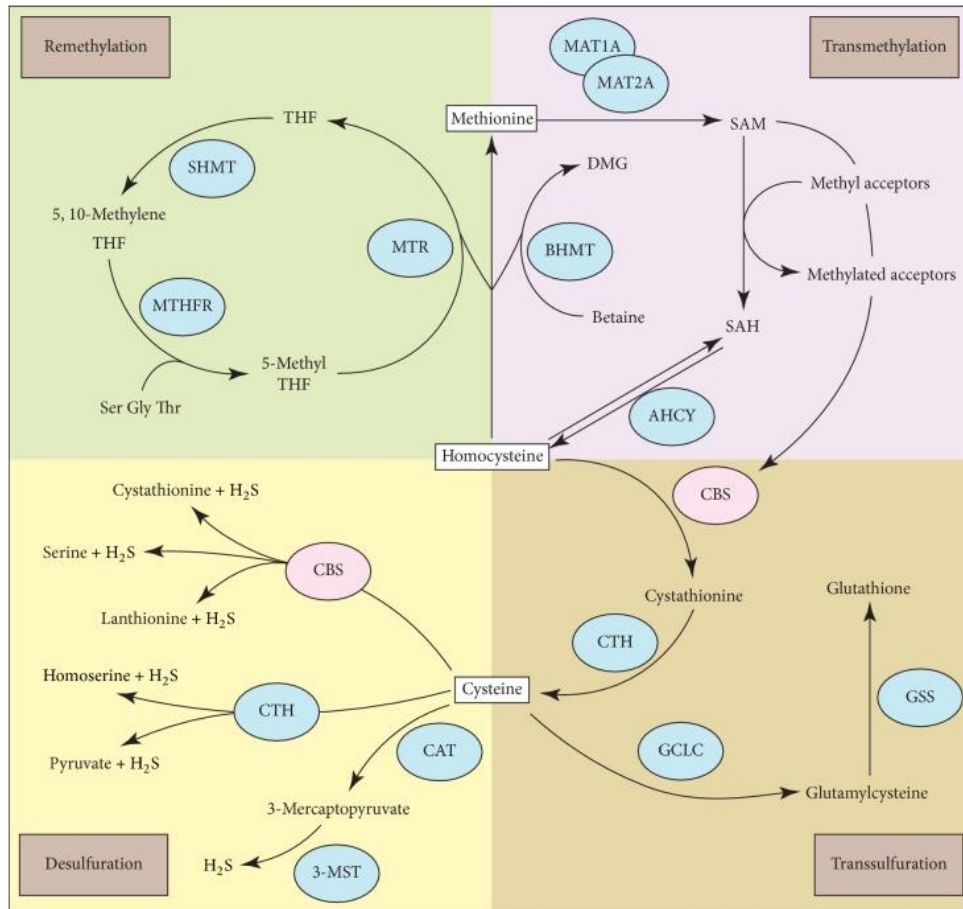 Remethylation
THF
SHMT
5, 10-Methylene
THF
MTHFR
Ser Gly Thr
5-Methyl
THF
MTR
Transmethylation
MAT1A
MAT2A
Methionine
SAM
DMG
Methyl acceptors
BHMT
Methylated acceptors
Betaine
SAH
AHCY
Homocysteine
Cystathionine + H₂S
Serine + H₂S
CBS
Lanthionine + H₂S
Homoserine + H₂S
CTH
Pyruvate + H₂S
Cysteine
CAT
3-Mercaptopyruvate
H₂S
3-MST
Desulfuration
CBS
Cystathionine
Glutathione
CTH
GSS
GCLC
Glutamylcysteine
Transsulfuration